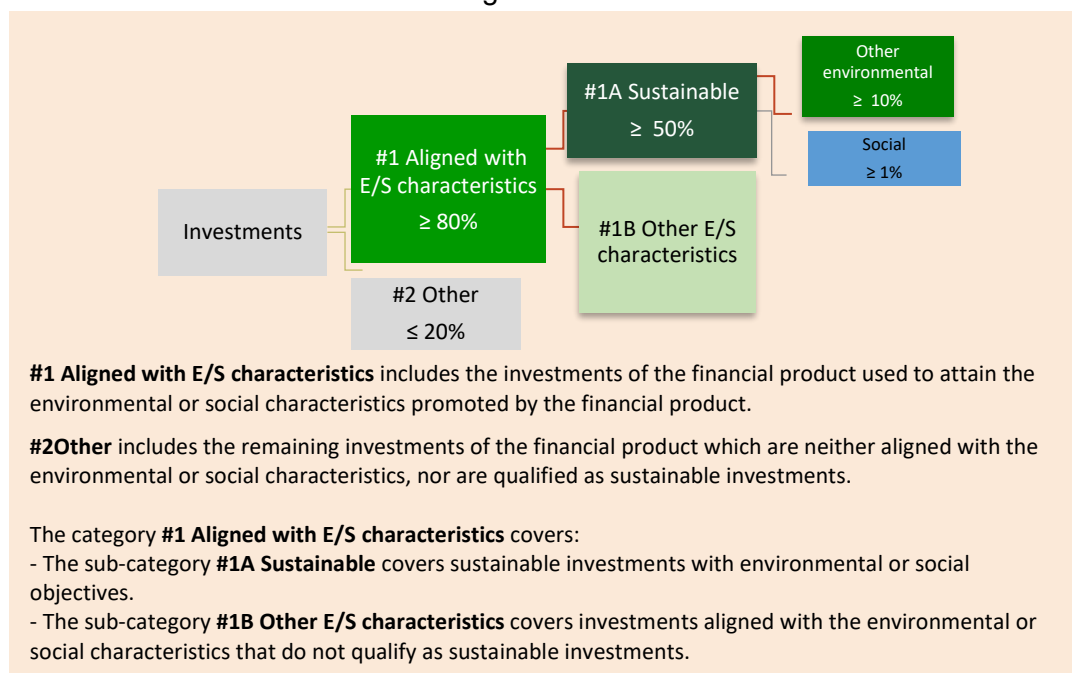 Investments
#1 Aligned with
E/S characteristics
≥ 80%
#2 Other
≤ 20%
#1A Sustainable
≥ 50%
#1B Other E/S
characteristics
Other
environmental
≥ 10%
Social
≥ 1%
#1 Aligned with E/S characteristics includes the investments of the financial product used to attain the
environmental or social characteristics promoted by the financial product.
#2Other includes the remaining investments of the financial product which are neither aligned with the
environmental or social characteristics, nor are qualified as sustainable investments.
The category #1 Aligned with E/S characteristics covers:
- The sub-category #1A Sustainable covers sustainable investments with environmental or social
objectives.
- The sub-category #1B Other E/S characteristics covers investments aligned with the environmental or
social characteristics that do not qualify as sustainable investments.